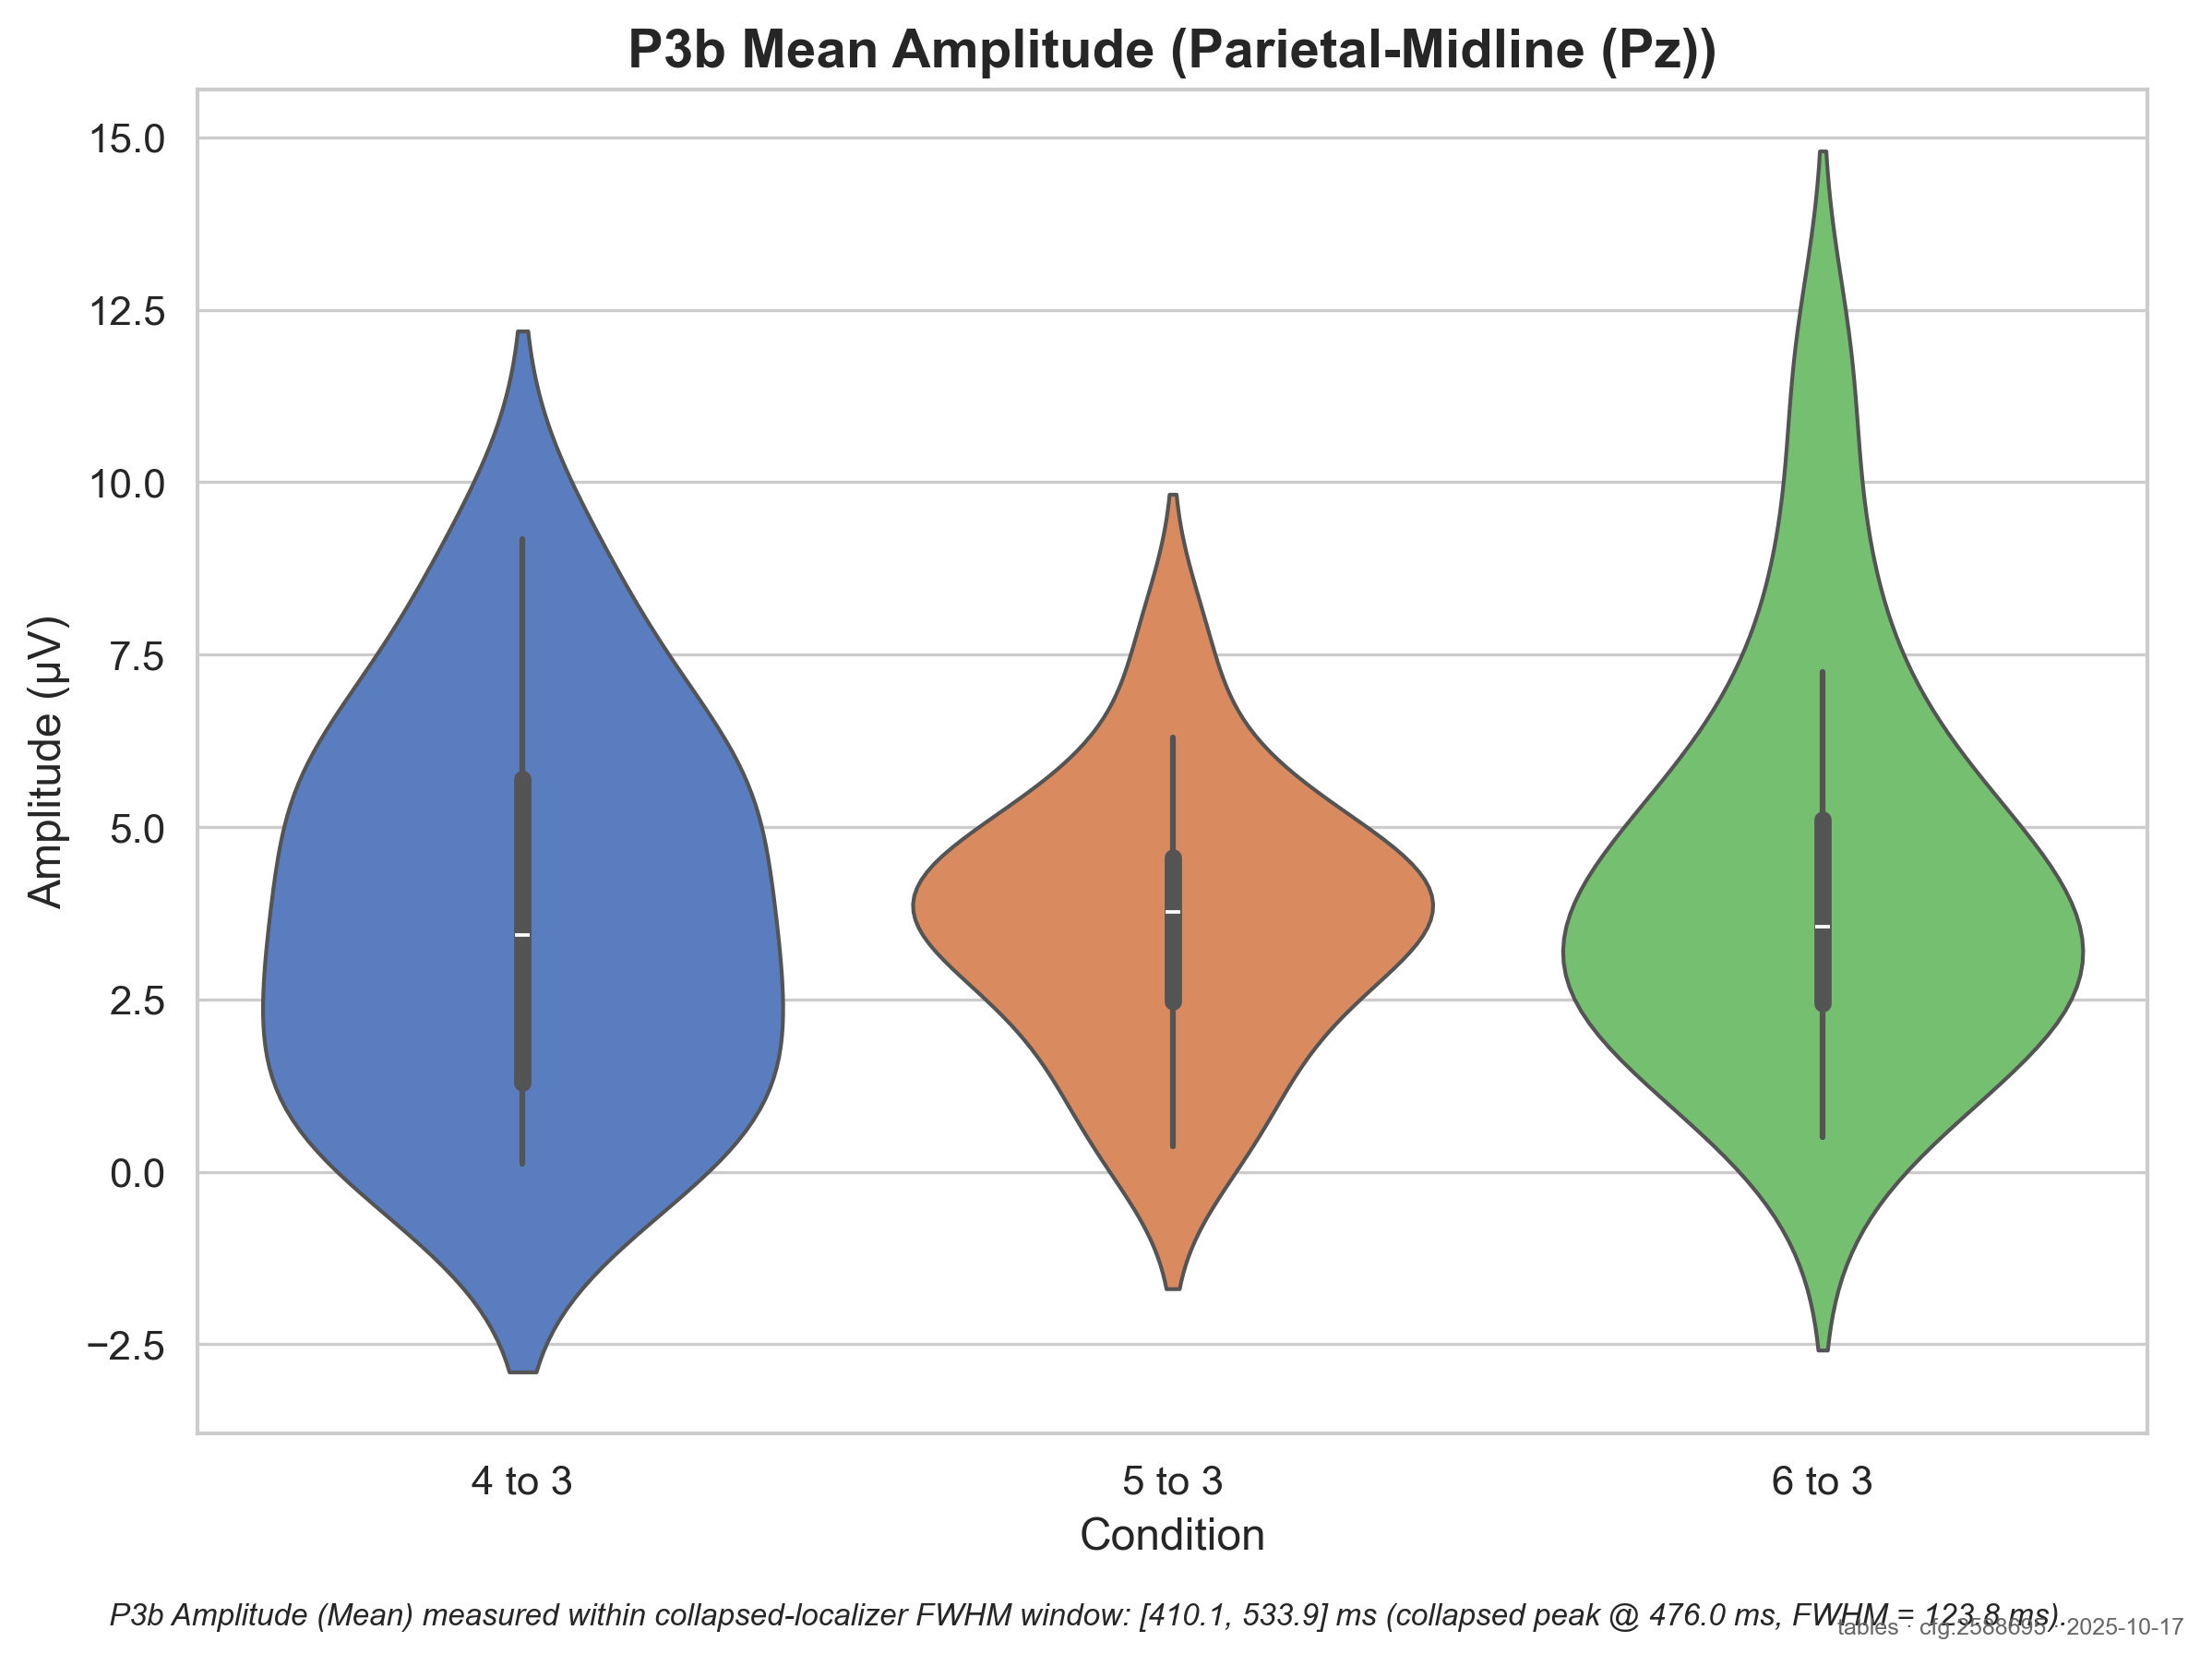 P3b Mean Amplitude (Parietal-Midline (Pz))
15.0
12.5
10.0
7.5
5.0
2.5
0.0
−2.5
Amplitude (µV)
4 to 3
5 to 3
6 to 3
Condition
P3b Amplitude (Mean) measured within collapsed-localizer FWHM window: [410.1, 533.9] ms (collapsed peak @ 476.0 ms, FWHM = 123.8 ms).
tables · cfg:2588695 · 2025-10-17